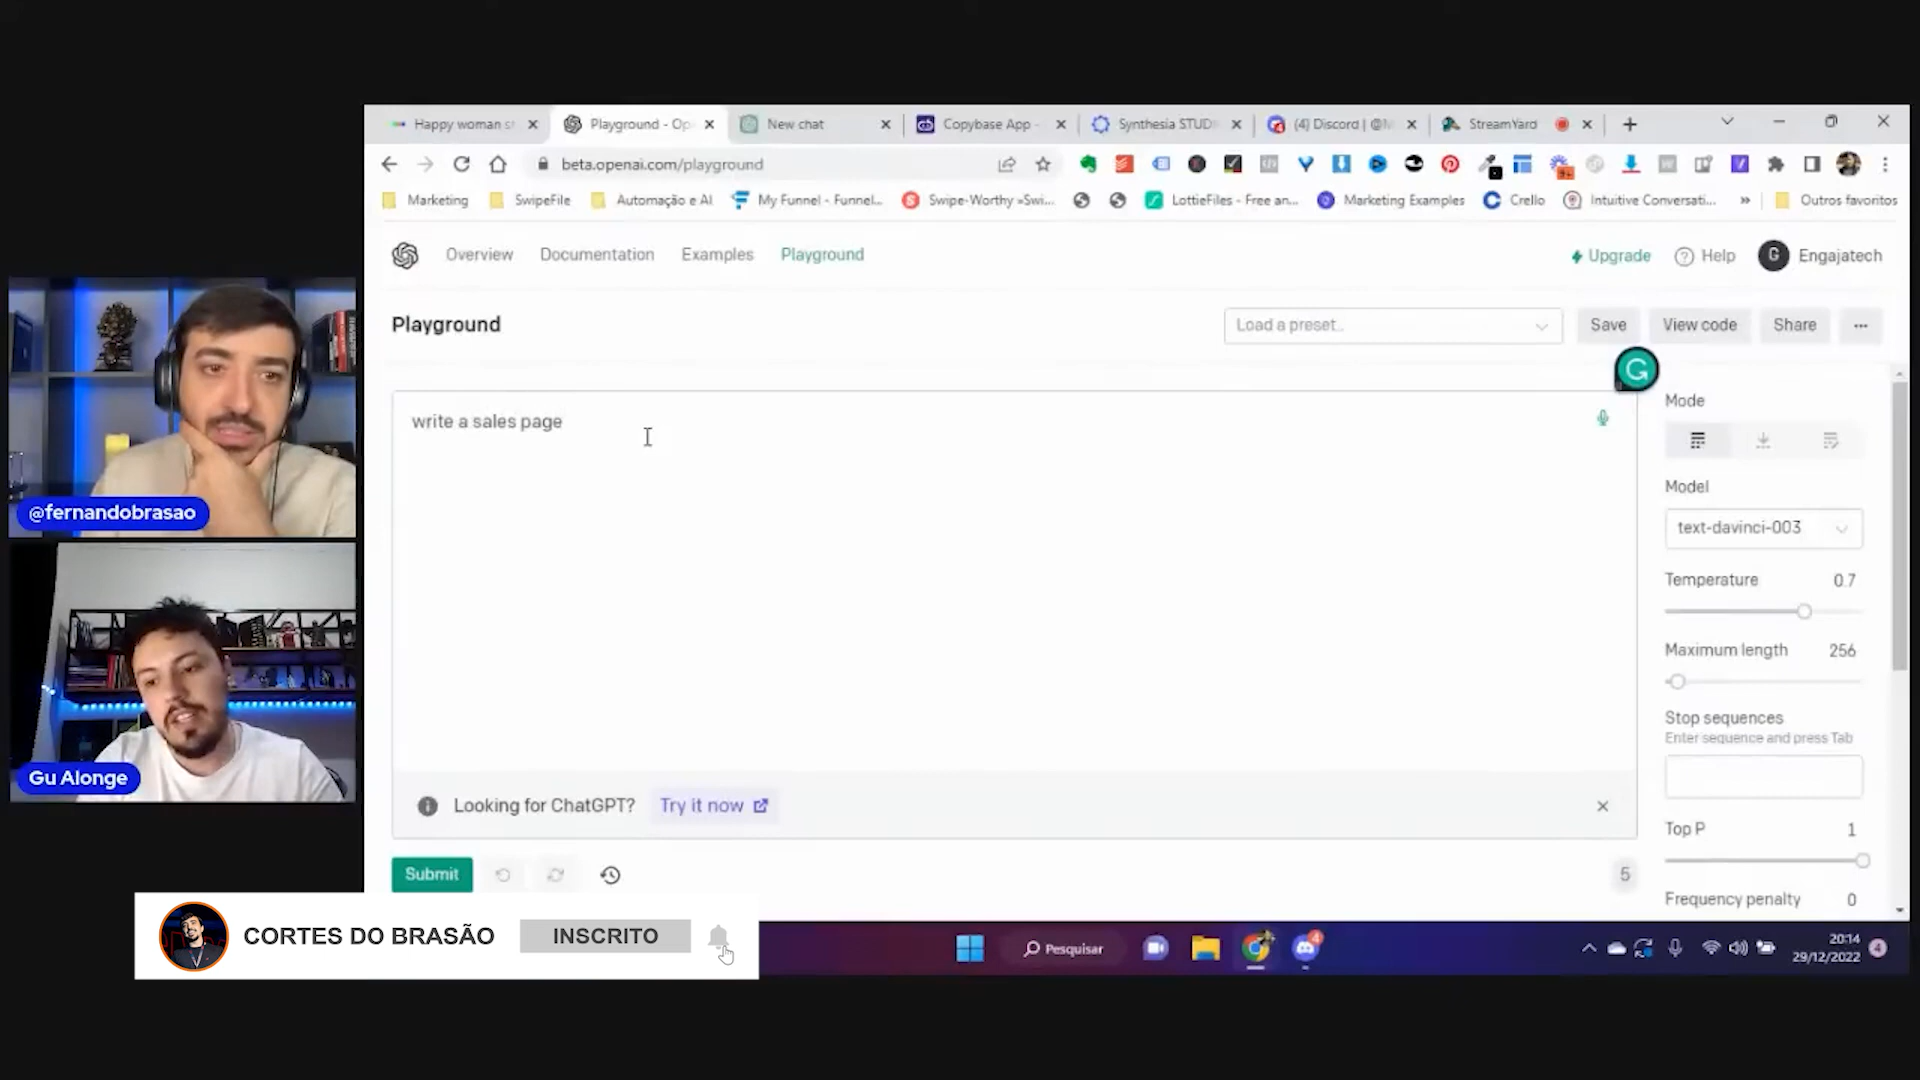 Happy woman s
Playground - Op
New chat
Copybase App -
Synthesia STUD
(4) Discord | @M
StreamYard
beta.openai.com/playground
Marketing
SwipeFile
Automação e AI
My Funnel - Funnel...
Swipe-Worthy »Swi...
LottieFiles - Free an...
Marketing Examples
Crello
Intuitive Conversati...
»
Outros favoritos
Overview
Documentation
Examples
Playground
Upgrade
Help
G
Engajatech
Playground
Load a preset..
Save
View code
Share
...
write a sales page
Mode
Model
text-davinci-003
Temperature 0.7
Maximum length 256
Stop sequences
Enter sequence and press Tab
Top P 1
Frequency penalty 0
Looking for ChatGPT? Try it now
Submit
5
@fernandobrasao
Gu Alonge
CORTES DO BRASÃO
INSCRITO
Pesquisar
4
20:14
29/12/2022
4